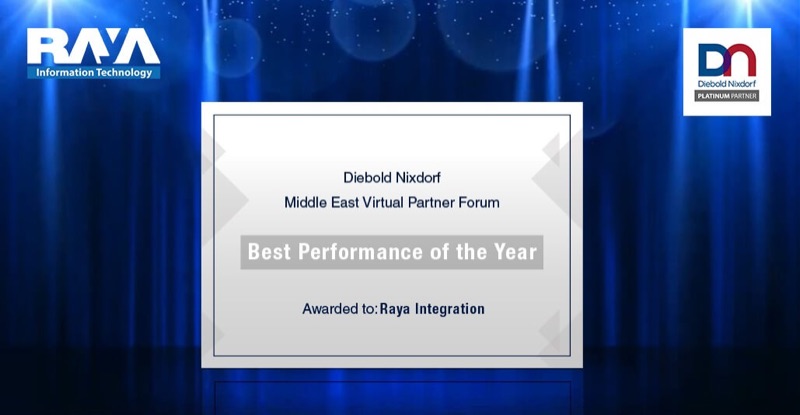 RAYA
Information Technology
DN
Diebold Nixdorf
PLATINUM PARTNER
Diebold Nixdorf
Middle East Virtual Partner Forum
Best Performance of the Year
Awarded to: Raya Integration